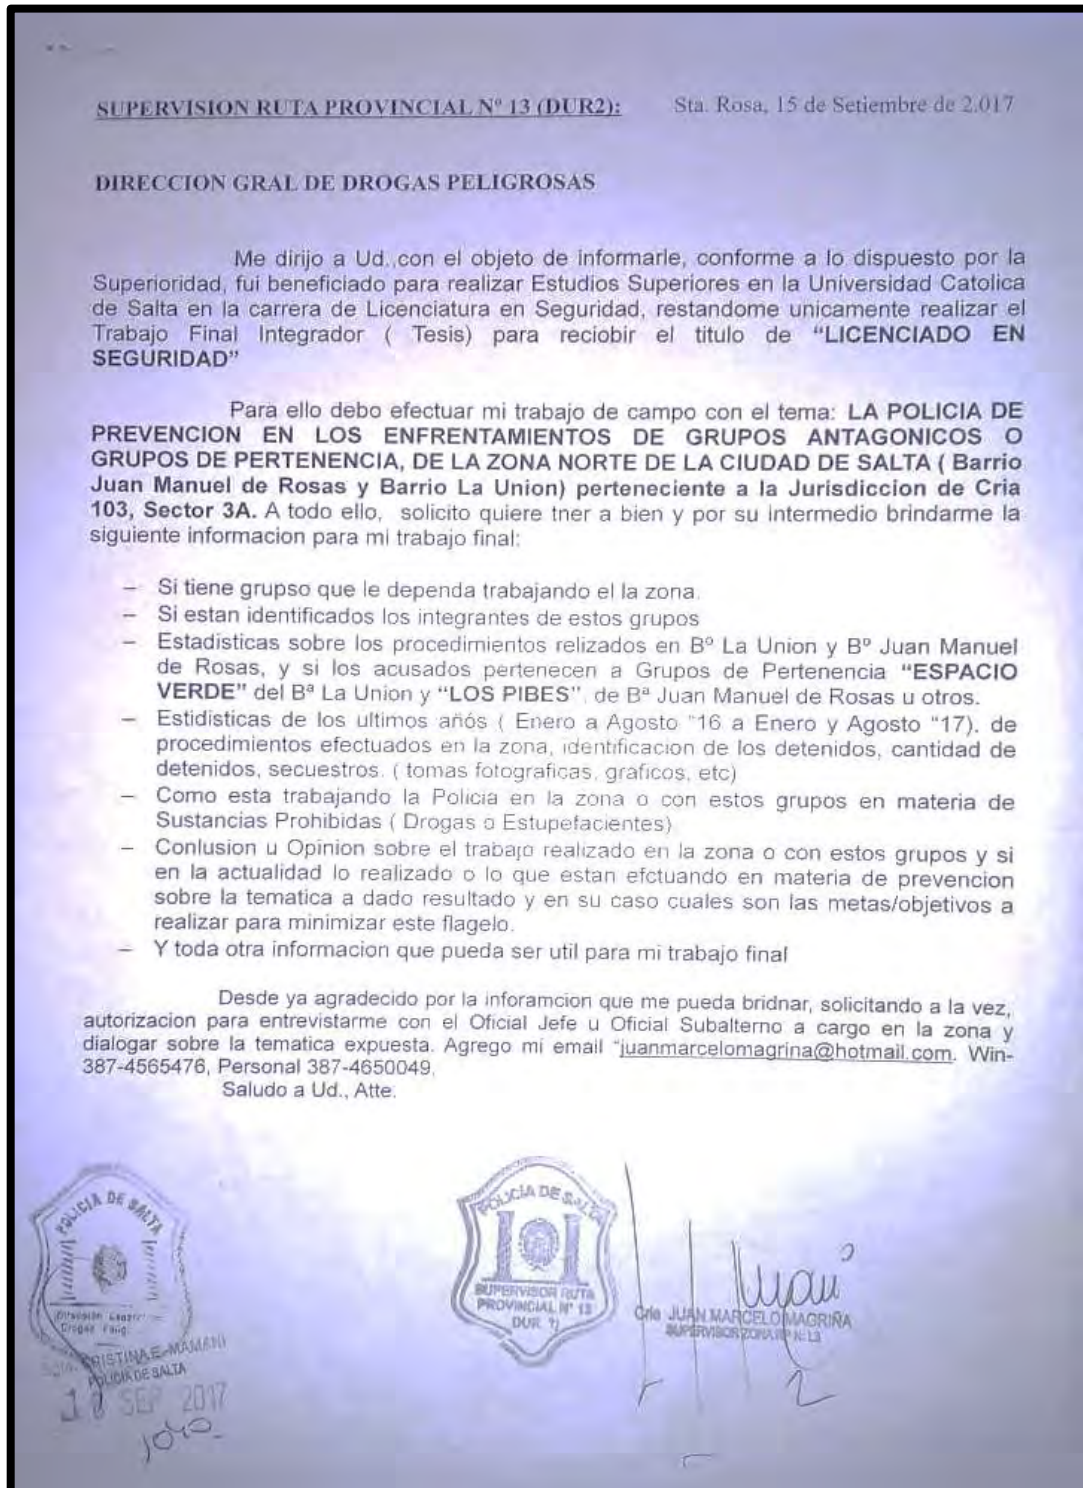 SUPERVISION RUTA PROVINCIAL Nº 13 (DUR2): Sta. Rosa, 15 de Setiembre de 2.017
DIRECCION GRAL DE DROGAS PELIGROSAS
Me dirijo a Ud.,con el objeto de informarle, conforme a lo dispuesto por la
Superioridad, fui beneficiado para realizar Estudios Superiores en la Universidad Catolica
de Salta en la carrera de Licenciatura en Seguridad, restandome unicamente realizar el
Trabajo Final Integrador ( Tesis) para reciobir el titulo de “LICENCIADO EN
SEGURIDAD”
Para ello debo efectuar mi trabajo de campo con el tema: LA POLICIA DE
PREVENCION EN LOS ENFRENTAMIENTOS DE GRUPOS ANTAGONICOS O
GRUPOS DE PERTENENCIA, DE LA ZONA NORTE DE LA CIUDAD DE SALTA ( Barrio
Juan Manuel de Rosas y Barrio La Union) perteneciente a la Jurisdiccion de Cria
103, Sector 3A. A todo ello, solicito quiere tner a bien y por su intermedio brindarme la
siguiente informacion para mi trabajo final:
– Si tiene grupso que le dependa trabajando el la zona.
– Si estan identificados los integrantes de estos grupos
– Estadisticas sobre los procedimientos relizados en Bº La Union y Bº Juan Manuel
de Rosas, y si los acusados pertenecen a Grupos de Pertenencia “ESPACIO
VERDE” del Bª La Union y “LOS PIBES”, de Bª Juan Manuel de Rosas u otros.
– Estidisticas de los ultimos añós ( Enero a Agosto “16 a Enero y Agosto “17). de
procedimientos efectuados en la zona, identificacion de los detenidos, cantidad de
detenidos, secuestros. ( tomas fotograficas, graficos, etc)
– Como esta trabajando la Policia en la zona o con estos grupos en materia de
Sustancias Prohibidas ( Drogas o Estupefacientes)
– Conlusion u Opinion sobre el trabajo realizado en la zona o con estos grupos y si
en la actualidad lo realizado o lo que estan efctuando en materia de prevencion
sobre la tematica a dado resultado y en su caso cuales son las metas/objetivos a
realizar para minimizar este flagelo.
– Y toda otra informacion que pueda ser util para mi trabajo final
Desde ya agradecido por la inforamcion que me pueda bridnar, solicitando a la vez,
autorizacion para entrevistarme con el Oficial Jefe u Oficial Subalterno a cargo en la zona y
dialogar sobre la tematica expuesta. Agrego mi email “juanmarcelomagrina@hotmail.com. Win-
387-4565476, Personal 387-4650049,
Saludo a Ud., Atte.
POLICIA DE SALTA
CRISTINA E. MAMANI
POLICIA DE SALTA
SEP 2017
POLICIA DE SALTA
SUPERVISOR RUTA
PROVINCIAL Nº 13
DUR
Crio JUAN MARCELO MAGRIÑA
SUPERVISOR ZONA RP N: 13